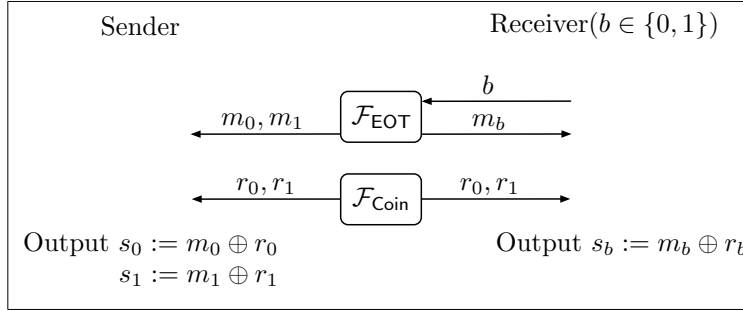 Sender Receiver(b ∈ {0, 1})
b
m₀, m₁ F_EOT m_b
r₀, r₁ F_Coin r₀, r₁
Output s₀ := m₀ ⊕ r₀ Output s_b := m_b ⊕ r_b
s₁ := m₁ ⊕ r₁